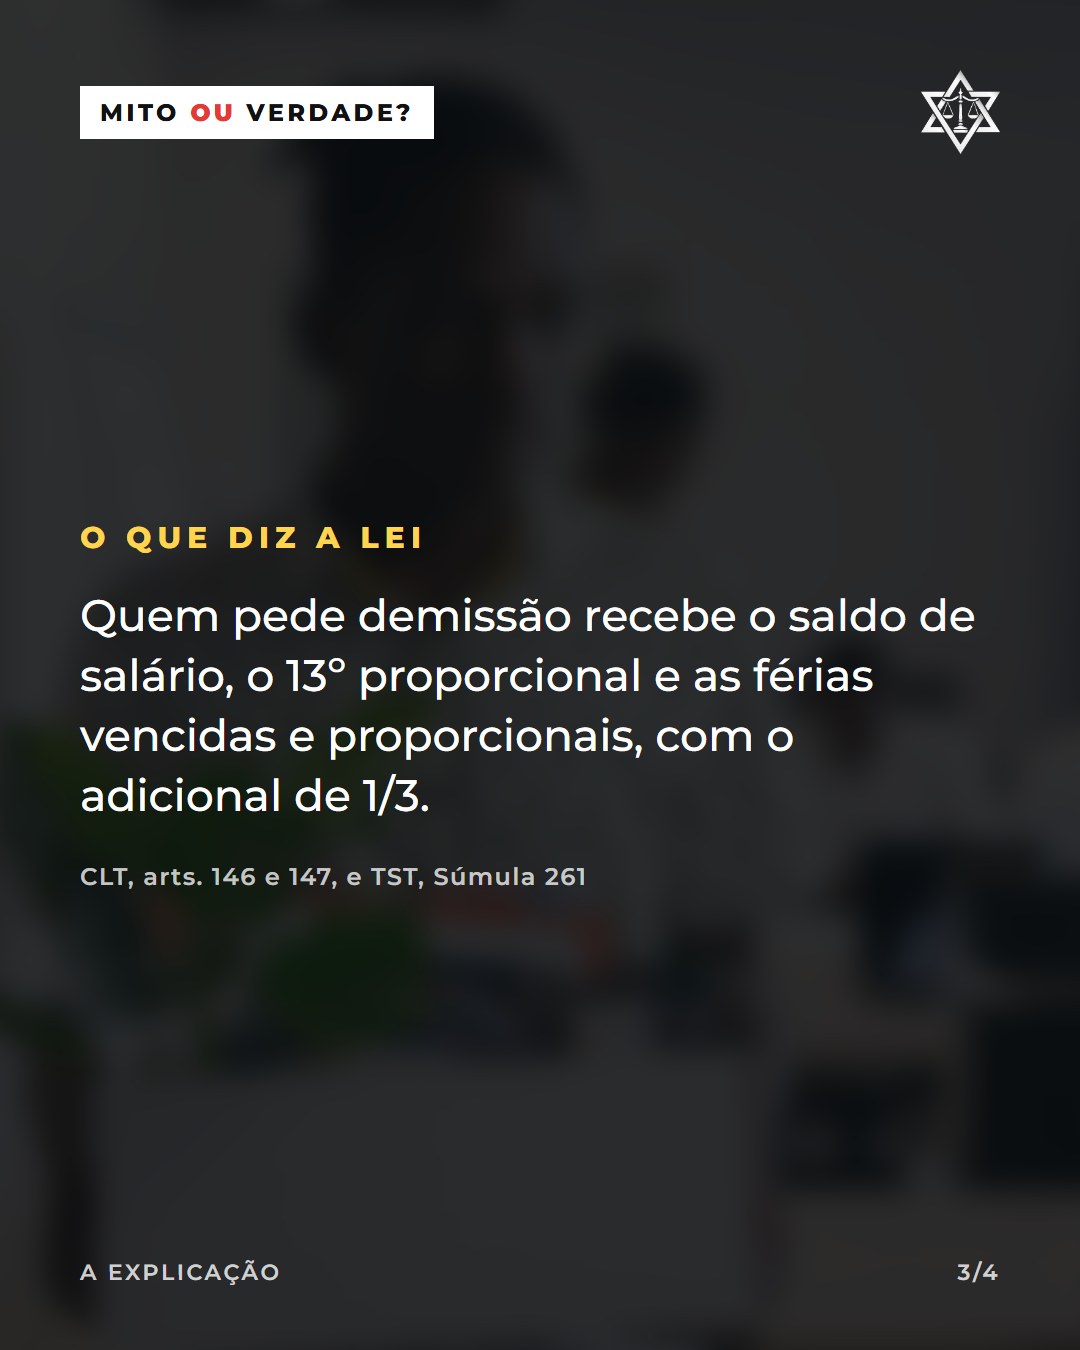 MITO OU VERDADE?
O QUE DIZ A LEI
Quem pede demissão recebe o saldo de
salário, o 13º proporcional e as férias
vencidas e proporcionais, com o
adicional de 1/3.
CLT, arts. 146 e 147, e TST, Súmula 261
A EXPLICAÇÃO
3/4